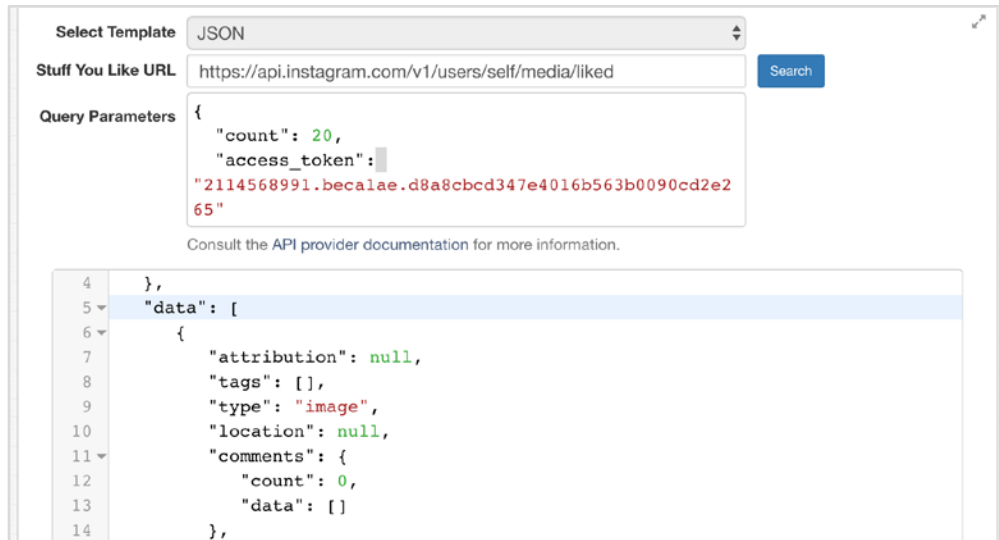 Select Template JSON
Stuff You Like URL https://api.instagram.com/v1/users/self/media/liked Search
Query Parameters {
"count": 20,
"access_token":
"2114568991.beca1ae.d8a8cbcd347e4016b563b0090cd2e2
65"
Consult the API provider documentation for more information.
4 },
5 "data": [
6 {
7 "attribution": null,
8 "tags": [],
9 "type": "image",
10 "location": null,
11 "comments": {
12 "count": 0,
13 "data": []
14 },